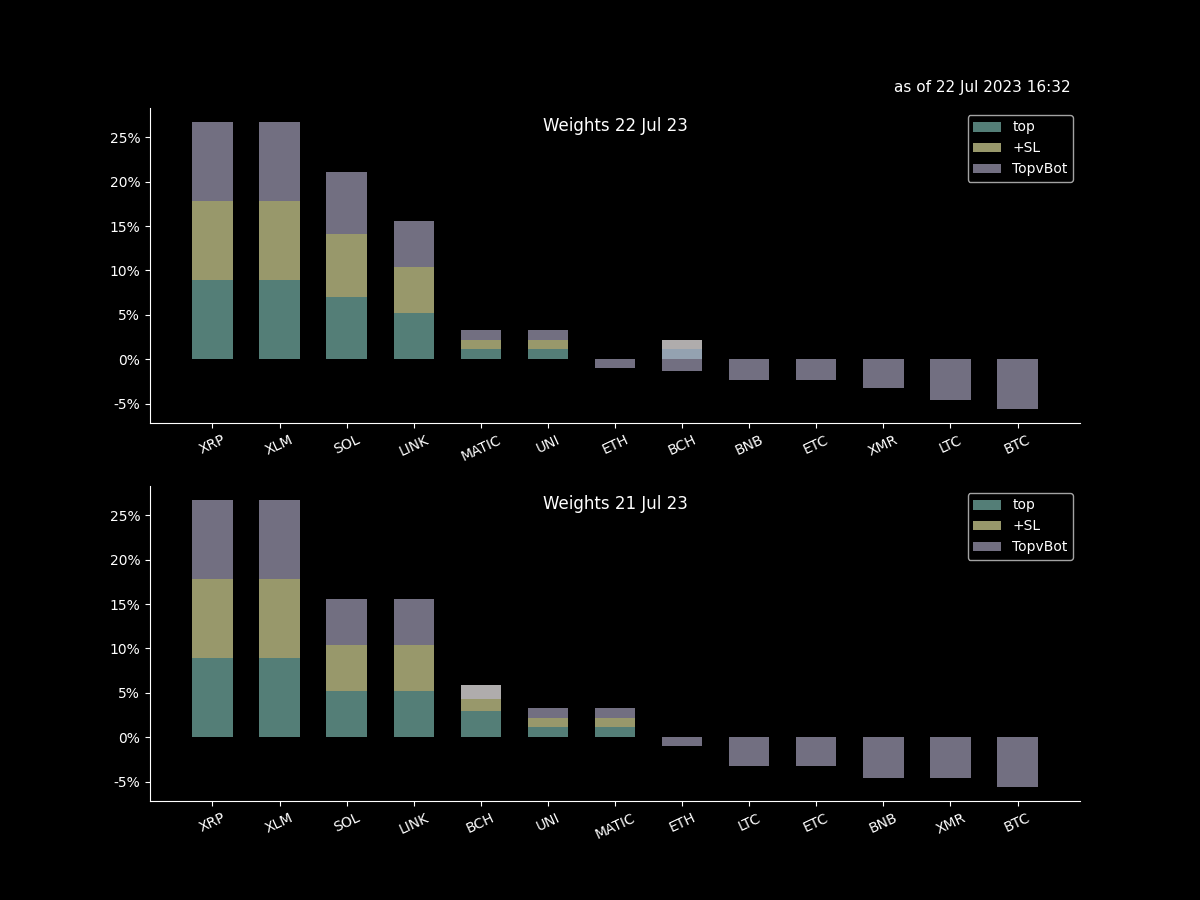 as of 22 Jul 2023 16:32
Weights 22 Jul 23
top
+SL
TopvBot
25%
20%
15%
10%
5%
0%
-5%
XRP XLM SOL LINK MATIC UNI ETH BCH BNB ETC XMR LTC BTC
Weights 21 Jul 23
top
+SL
TopvBot
25%
20%
15%
10%
5%
0%
-5%
XRP XLM SOL LINK BCH UNI MATIC ETH LTC ETC BNB XMR BTC